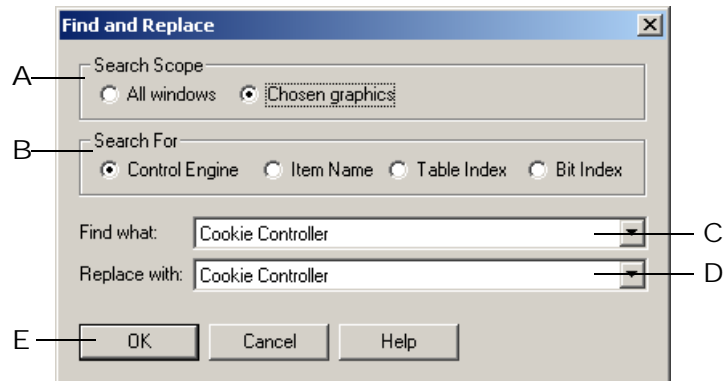 Find and Replace
A
Search Scope
All windows Chosen graphics
B
Search For
Control Engine Item Name Table Index Bit Index
Find what: Cookie Controller C
Replace with: Cookie Controller D
E OK Cancel Help